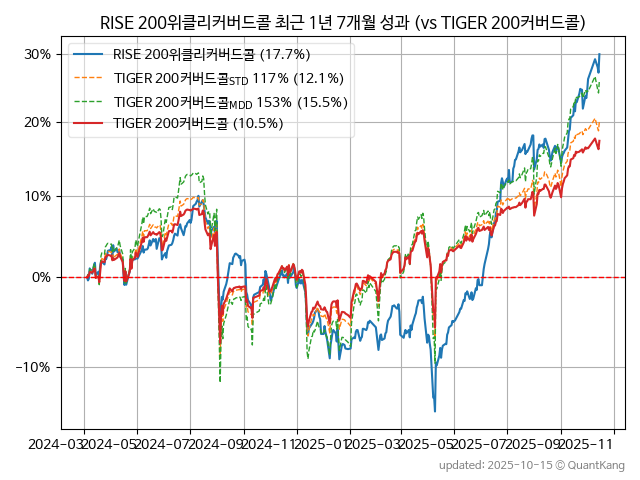 RISE 200위클리커버드콜 최근 1년 7개월 성과 (vs TIGER 200커버드콜)
RISE 200위클리커버드콜 (17.7%)
TIGER 200커버드콜STD 117% (12.1%)
TIGER 200커버드콜MDD 153% (15.5%)
TIGER 200커버드콜 (10.5%)
30%
20%
10%
0%
−10%
2024-03 2024-05 2024-07 2024-09 2024-11 2025-01 2025-03 2025-05 2025-07 2025-09 2025-11
updated: 2025-10-15 © QuantKang